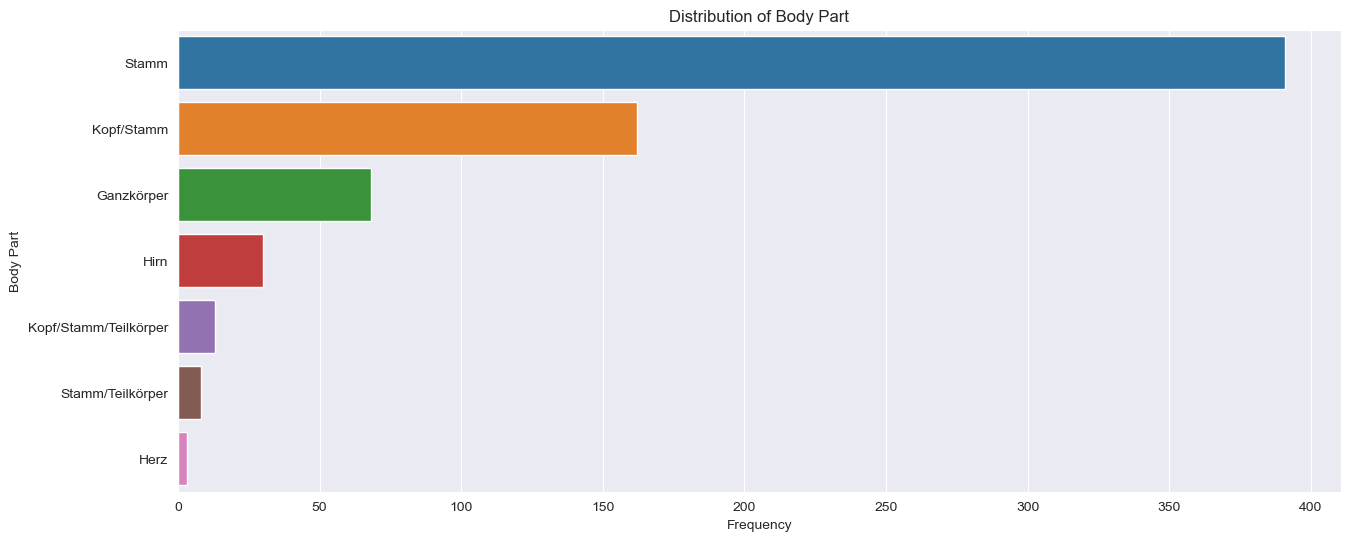 Distribution of Body Part
Stamm
Kopf/Stamm
Ganzkörper
Hirn
Kopf/Stamm/Teilkörper
Stamm/Teilkörper
Herz
Body Part
0 50 100 150 200 250 300 350 400
Frequency